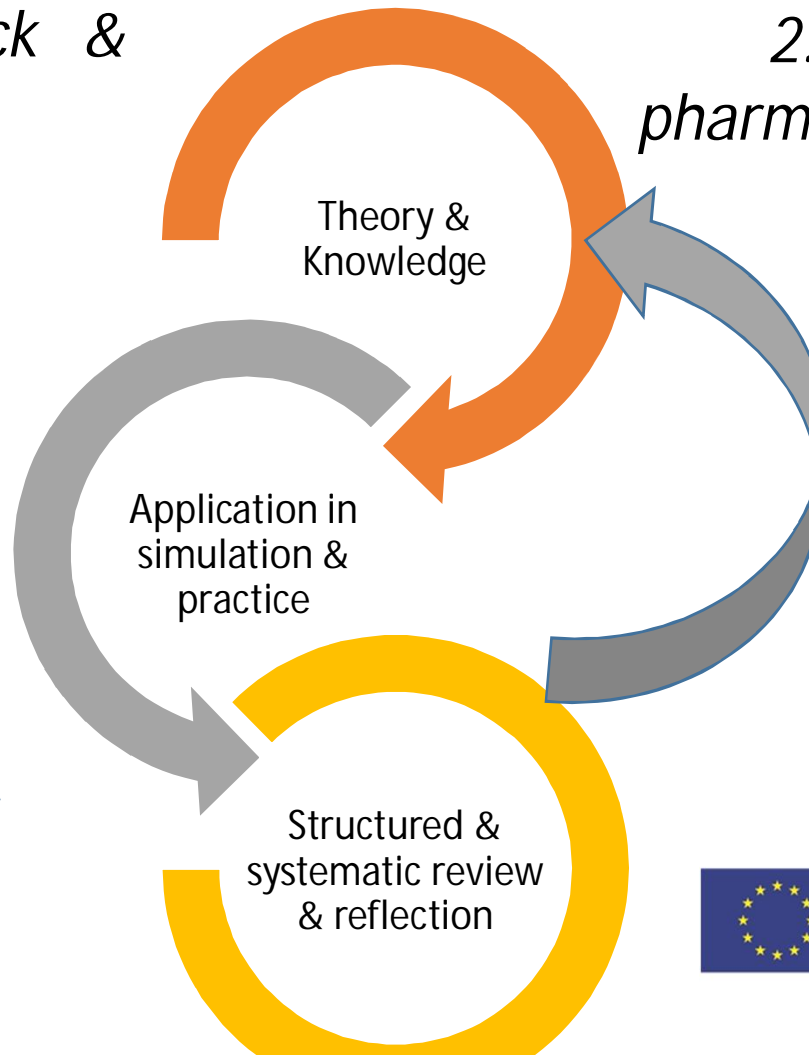 &
Theory &
Knowledge
Application in
simulation &
practice
Structured &
systematic review
& reflection